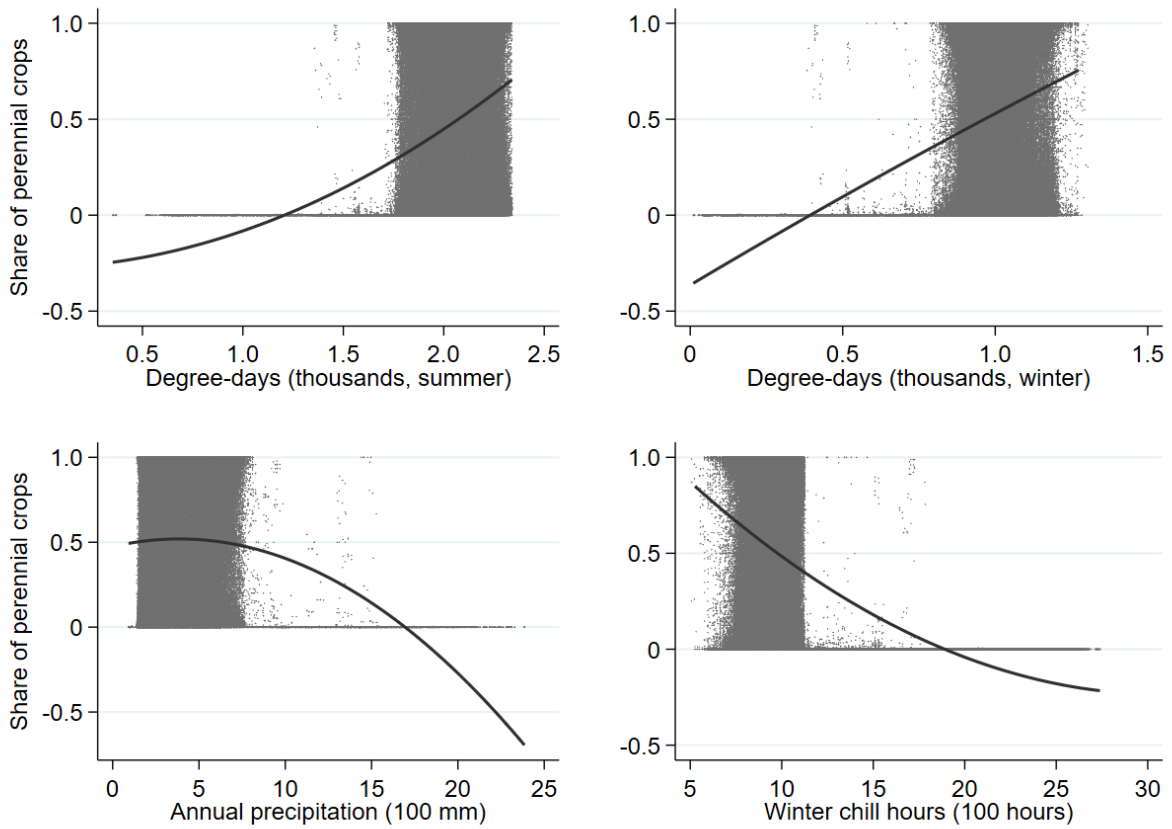 Share of perennial crops
1.0
0.5
0
-0.5
0.5 1.0 1.5 2.0 2.5
Degree-days (thousands, summer)
1.0
0.5
0
-0.5
0 0.5 1.0 1.5
Degree-days (thousands, winter)
Share of perennial crops
1.0
0.5
0
-0.5
0 5 10 15 20 25
Annual precipitation (100 mm)
1.0
0.5
0
-0.5
5 10 15 20 25 30
Winter chill hours (100 hours)